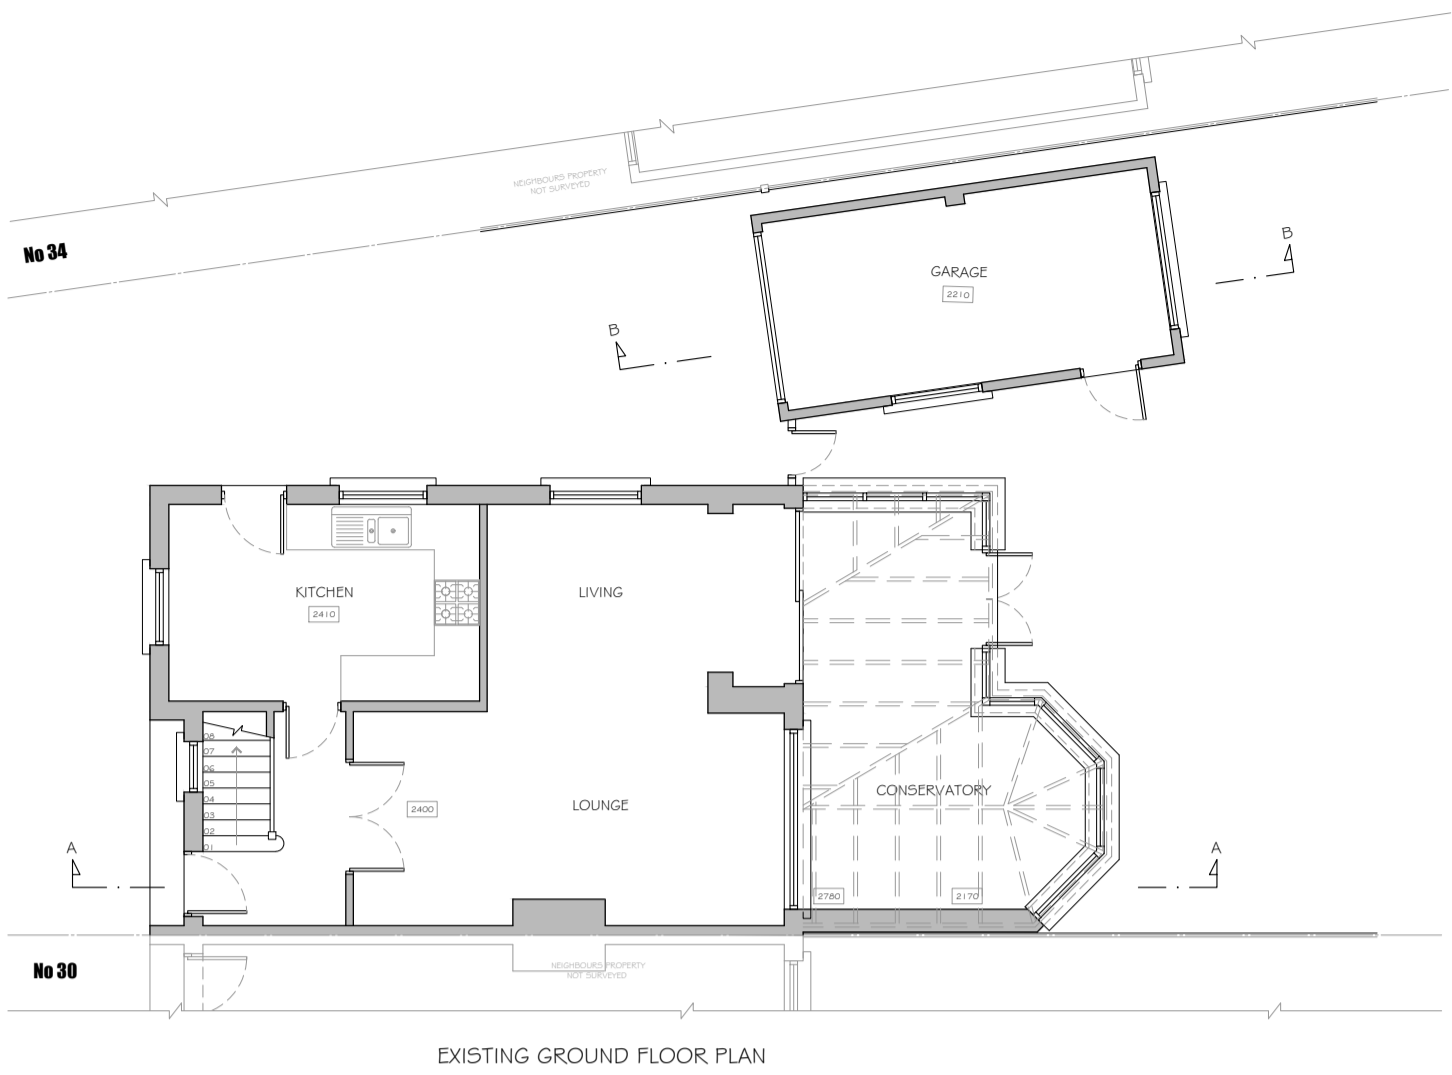 NEIGHBOURS PROPERTY
NOT SURVEYED
No 34
B
GARAGE
2210
B
KITCHEN
2410
LIVING
08
07
06
05
04
03
02
01
2400
LOUNGE
CONSERVATORY
A
A
2780
2170
No 30
NEIGHBOURS PROPERTY
NOT SURVEYED
EXISTING GROUND FLOOR PLAN